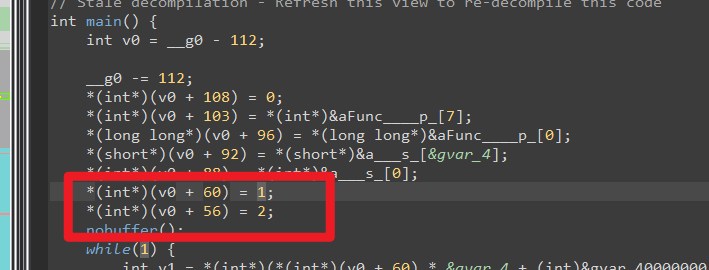 // Stale decompilation - Refresh this view to re-decompile this code
int main() {
int v0 = __g0 - 112;
__g0 -= 112;
*(int*)(v0 + 108) = 0;
*(int*)(v0 + 103) = *(int*)&aFunc____p_[7];
*(long long*)(v0 + 96) = *(long long*)&aFunc____p_[0];
*(short*)(v0 + 92) = *(short*)&a___s_[&gvar_4];
*(int*)(v0 + 88) = *(int*)&a___s_[0];
*(int*)(v0 + 60) = 1;
*(int*)(v0 + 56) = 2;
nobuffer();
while(1) {
int v1 = *(int*)(*(int*)(v0 + 60) * &gvar_4 + (int)&gvar_40000000